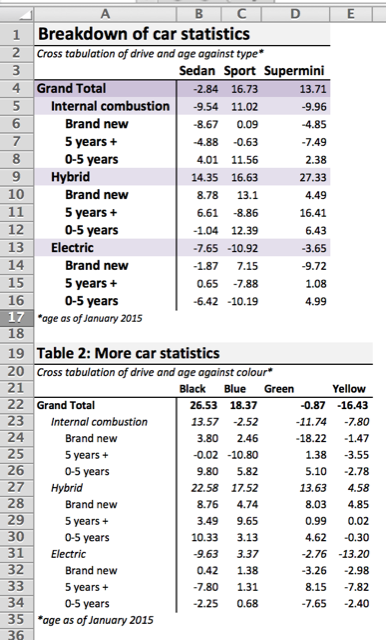 A B C D E
1 Breakdown of car statistics
2 Cross tabulation of drive and age against type*
3 Sedan Sport Supermini
4 Grand Total -2.84 16.73 13.71
5 Internal combustion -9.54 11.02 -9.96
6 Brand new -8.67 0.09 -4.85
7 5 years + -4.88 -0.63 -7.49
8 0-5 years 4.01 11.56 2.38
9 Hybrid 14.35 16.63 27.33
10 Brand new 8.78 13.1 4.49
11 5 years + 6.61 -8.86 16.41
12 0-5 years -1.04 12.39 6.43
13 Electric -7.65 -10.92 -3.65
14 Brand new -1.87 7.15 -9.72
15 5 years + 0.65 -7.88 1.08
16 0-5 years -6.42 -10.19 4.99
17 *age as of January 2015
18
19 Table 2: More car statistics
20 Cross tabulation of drive and age against colour*
21 Black Blue Green Yellow
22 Grand Total 26.53 18.37 -0.87 -16.43
23 Internal combustion 13.57 -2.52 -11.74 -7.80
24 Brand new 3.80 2.46 -18.22 -1.47
25 5 years + -0.02 -10.80 1.38 -3.55
26 0-5 years 9.80 5.82 5.10 -2.78
27 Hybrid 22.58 17.52 13.63 4.58
28 Brand new 8.76 4.74 8.03 4.85
29 5 years + 3.49 9.65 0.99 0.02
30 0-5 years 10.33 3.13 4.62 -0.30
31 Electric -9.63 3.37 -2.76 -13.20
32 Brand new 0.42 1.38 -3.26 -2.98
33 5 years + -7.80 1.31 8.15 -7.82
34 0-5 years -2.25 0.68 -7.65 -2.40
35 *age as of January 2015
36